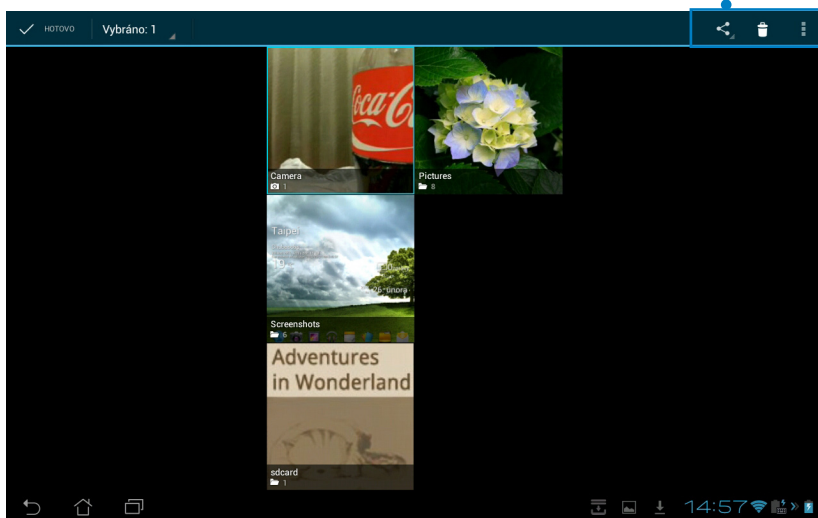 HOTOVO
Vybráno: 1
Coca-C
Camera
1
Pictures
8
Taipei
19
26. února
Screenshots
6
Adventures
in Wonderland
sdcard
1
14:57